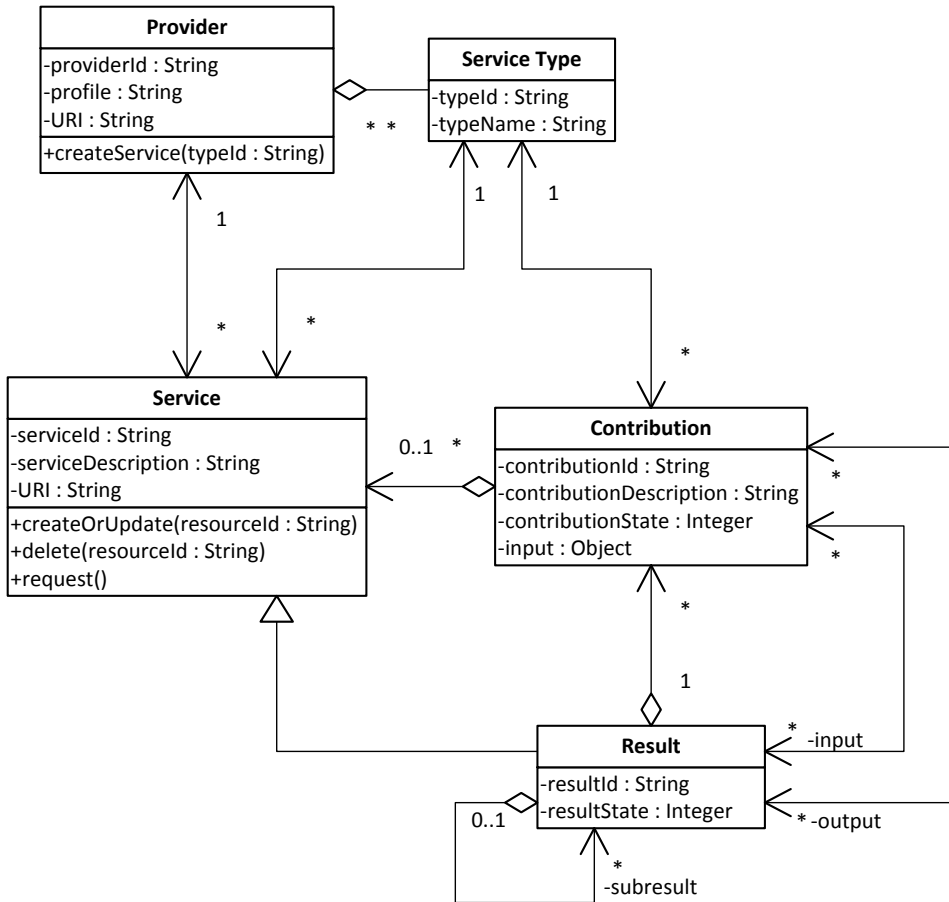 Provider
-providerId : String
-profile : String
-URI : String
+createService(typeId : String)
Service Type
-typeId : String
-typeName : String
* *
1
1
1
*
*
*
Service
-serviceId : String
-serviceDescription : String
-URI : String
+createOrUpdate(resourceId : String)
+delete(resourceId : String)
+request()
0..1 *
Contribution
-contributionId : String
-contributionDescription : String
-contributionState : Integer
-input : Object
*
*
*
1
Result
-resultId : String
-resultState : Integer
* -input
* -output
0..1
*
-subresult